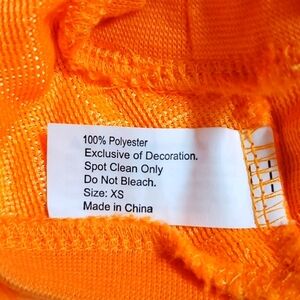 100% Polyester
Exclusive of Decoration.
Spot Clean Only
Do Not Bleach.
Size: XS
Made in China